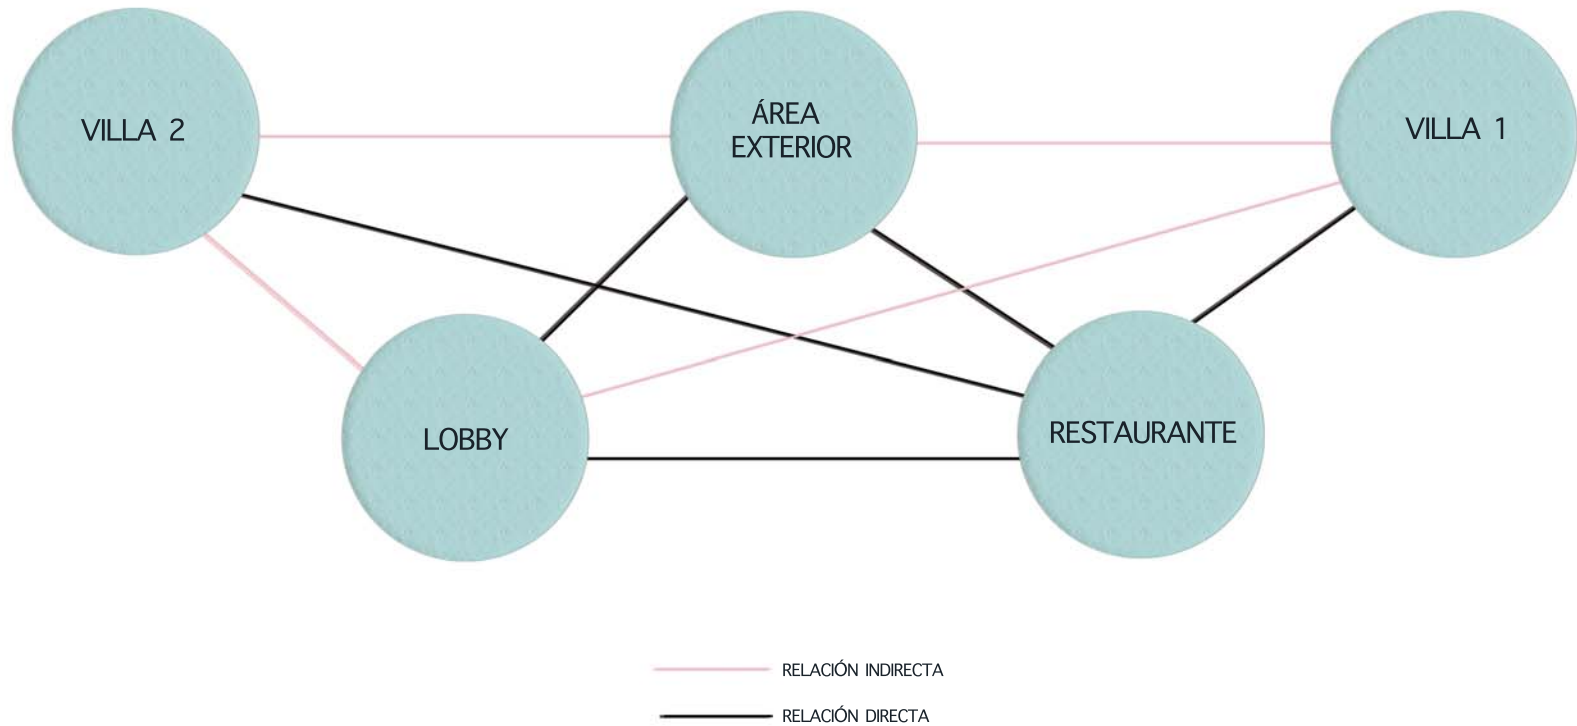 VILLA 2
ÁREA
EXTERIOR
VILLA 1
LOBBY
RESTAURANTE
RELACIÓN INDIRECTA
RELACIÓN DIRECTA